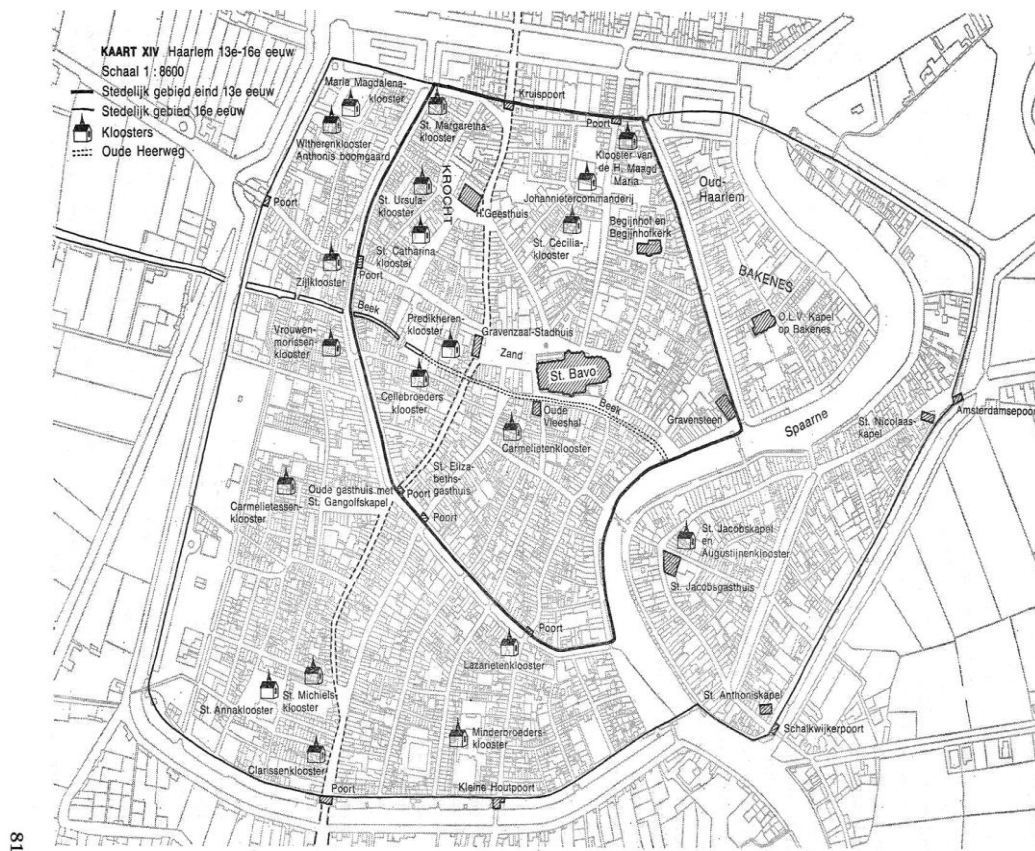 KAART XIV Haarlem 13e-16e eeuw
Schaal 1 : 8600
Stedelijk gebied eind 13e eeuw
Stedelijk gebied 16e eeuw
Kloosters
Oude Heerweg
Maria Magdalena-
klooster
Witherenklooster
Anthonis boomgaard
St. Margaretha-
klooster
Kruispoort
Poort
Klooster van
de H. Maagd
Maria
Oud-
Haarlem
KROCHT
St. Ursula-
klooster
H.Geesthuis
Johannietercommanderij
Poort
St. Cecilia-
klooster
Begijnhof en
Begijnhofkerk
St. Catharina-
klooster
Poort
Zijlklooster
BAKENES
O.L.V. Kapel
op Bakenes
Beek
Predikheren-
klooster
Gravenzaal-Stadhuis
Zand
St. Bavo
Vrouwen-
morissen-
klooster
Cellebroeders
klooster
Beek
Oude
Vleeshal
Gravensteen
Spaarne
St. Nicolaas-
kapel
Amsterdamsepoort
Carmelietenklooster
St. Eliza-
beths-
gasthuis
Oude gasthuis met
St. Gangolfskapel
Poort
Poort
Carmelietessen-
klooster
St. Jacobskapel
en
Augustijnenklooster
St. Jacobsgasthuis
Poort
Lazarietenklooster
St. Annaklooster
St. Michiels-
klooster
St. Anthoniskapel
Schalkwijkerpoort
Minderbroeders-
klooster
Clarissenklooster
Poort
Kleine Houtpoort
81